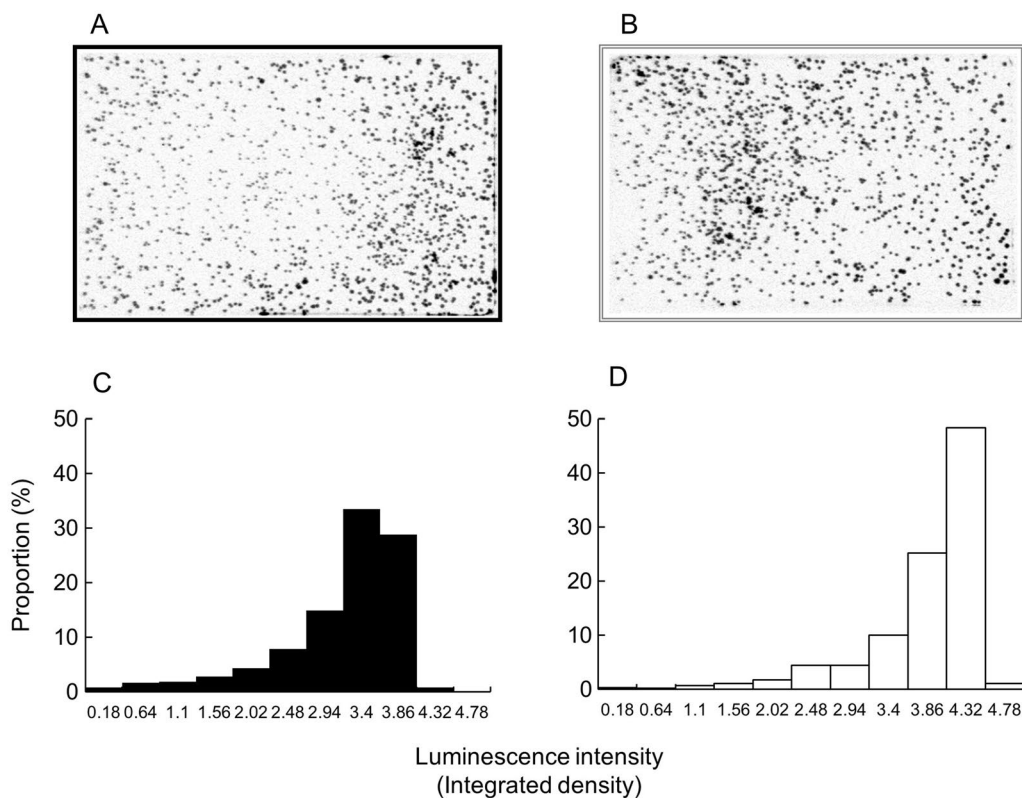 A
B
C
D
50
40
30
20
10
0
Proportion (%)
0.18 0.64 1.1 1.56 2.02 2.48 2.94 3.4 3.86 4.32 4.78
50
40
30
20
10
0
0.18 0.64 1.1 1.56 2.02 2.48 2.94 3.4 3.86 4.32 4.78
Luminescence intensity
(Integrated density)